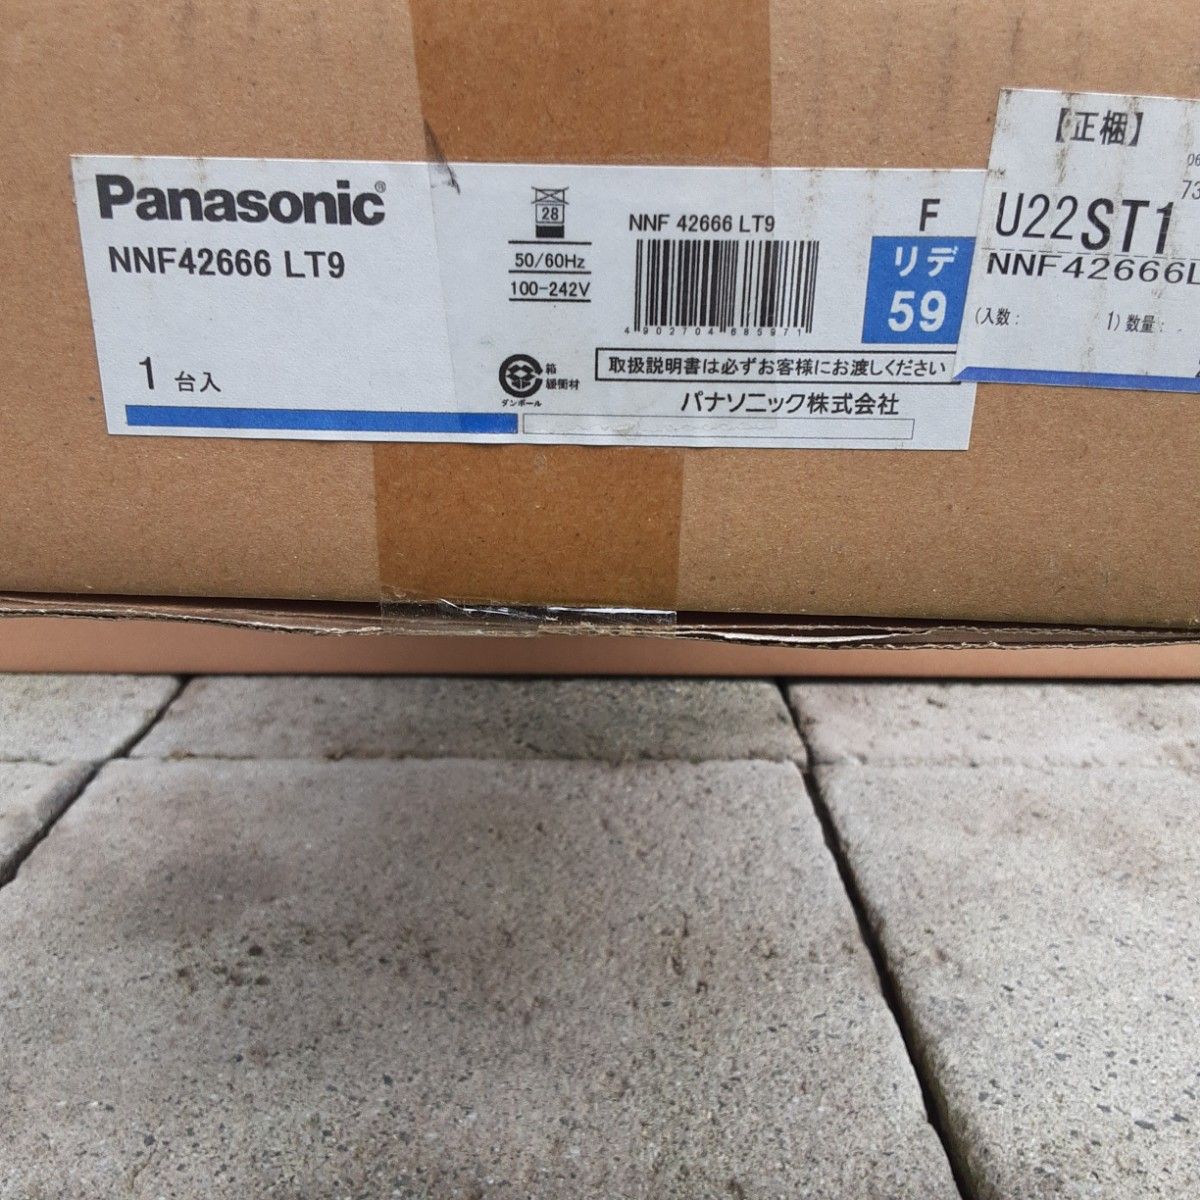 Panasonic®
NNF42666 LT9
1 台入
28
50/60Hz
100-242V
箱
緩衝材
ダンボール
NNF 42666 LT9
4902704685971
F
リデ
59
取扱説明書は必ずお客様にお渡しください
パナソニック株式会社
【正梱】
06
73
U22ST1
NNF42666L
(入数: 1) 数量: